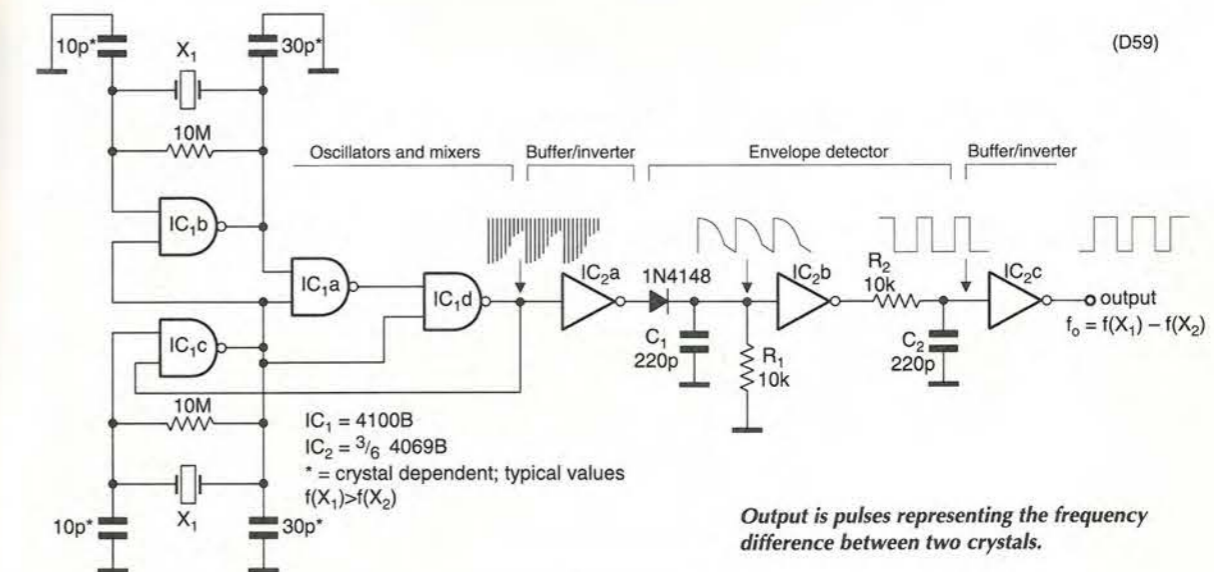 (D59)
10p*
X1
30p*
10M
Oscillators and mixers
Buffer/inverter
Envelope detector
Buffer/inverter
IC1b
IC1a
IC1d
IC2a
1N4148
C1
220p
R1
10k
IC2b
R2
10k
C2
220p
IC2c
output
fo = f(X1) – f(X2)
IC1c
10M
X1
10p*
30p*
IC1 = 4100B
IC2 = 3/6 4069B
* = crystal dependent; typical values
f(X1)>f(X2)
Output is pulses representing the frequency
difference between two crystals.